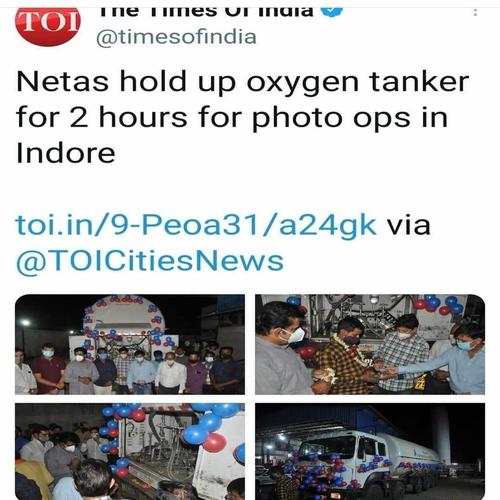 TOI The Times Of India
@timesofindia
Netas hold up oxygen tanker
for 2 hours for photo ops in
Indore
toi.in/9-Peoa31/a24gk via
@TOICitiesNews